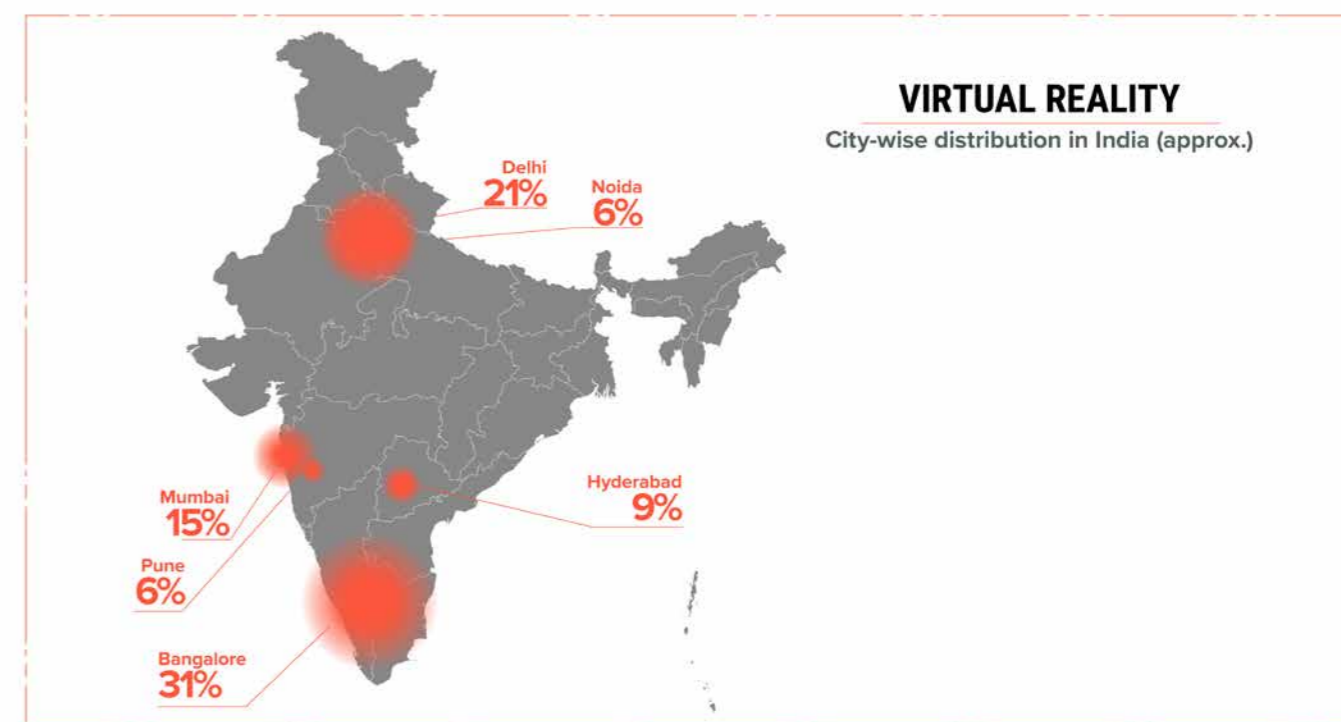 VIRTUAL REALITY
City-wise distribution in India (approx.)
Delhi
21%
Noida
6%
Mumbai
15%
Hyderabad
9%
Pune
6%
Bangalore
31%